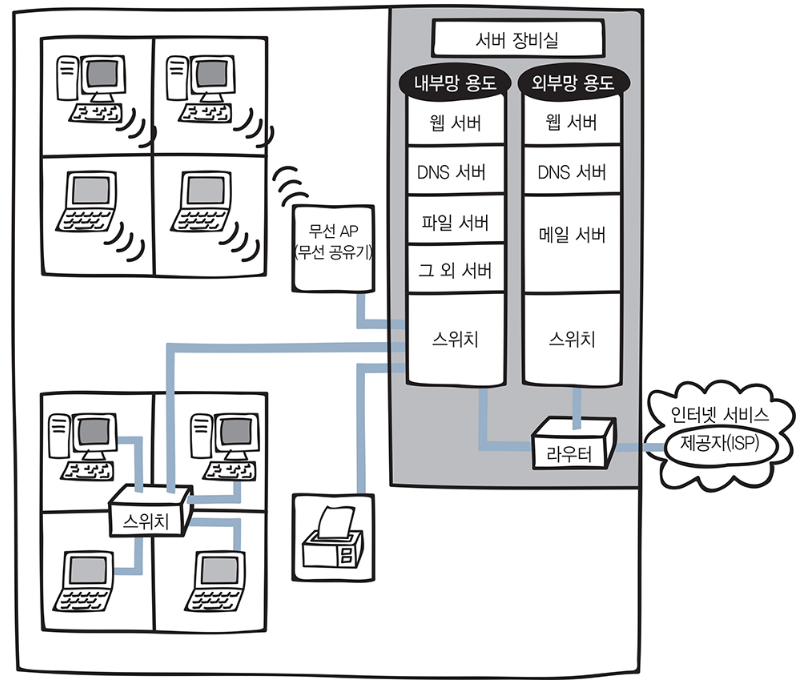 서버 장비실
내부망 용도
웹 서버
DNS 서버
파일 서버
그 외 서버
스위치
외부망 용도
웹 서버
DNS 서버
메일 서버
스위치
무선 AP
(무선 공유기)
라우터
인터넷 서비스
제공자(ISP)
스위치